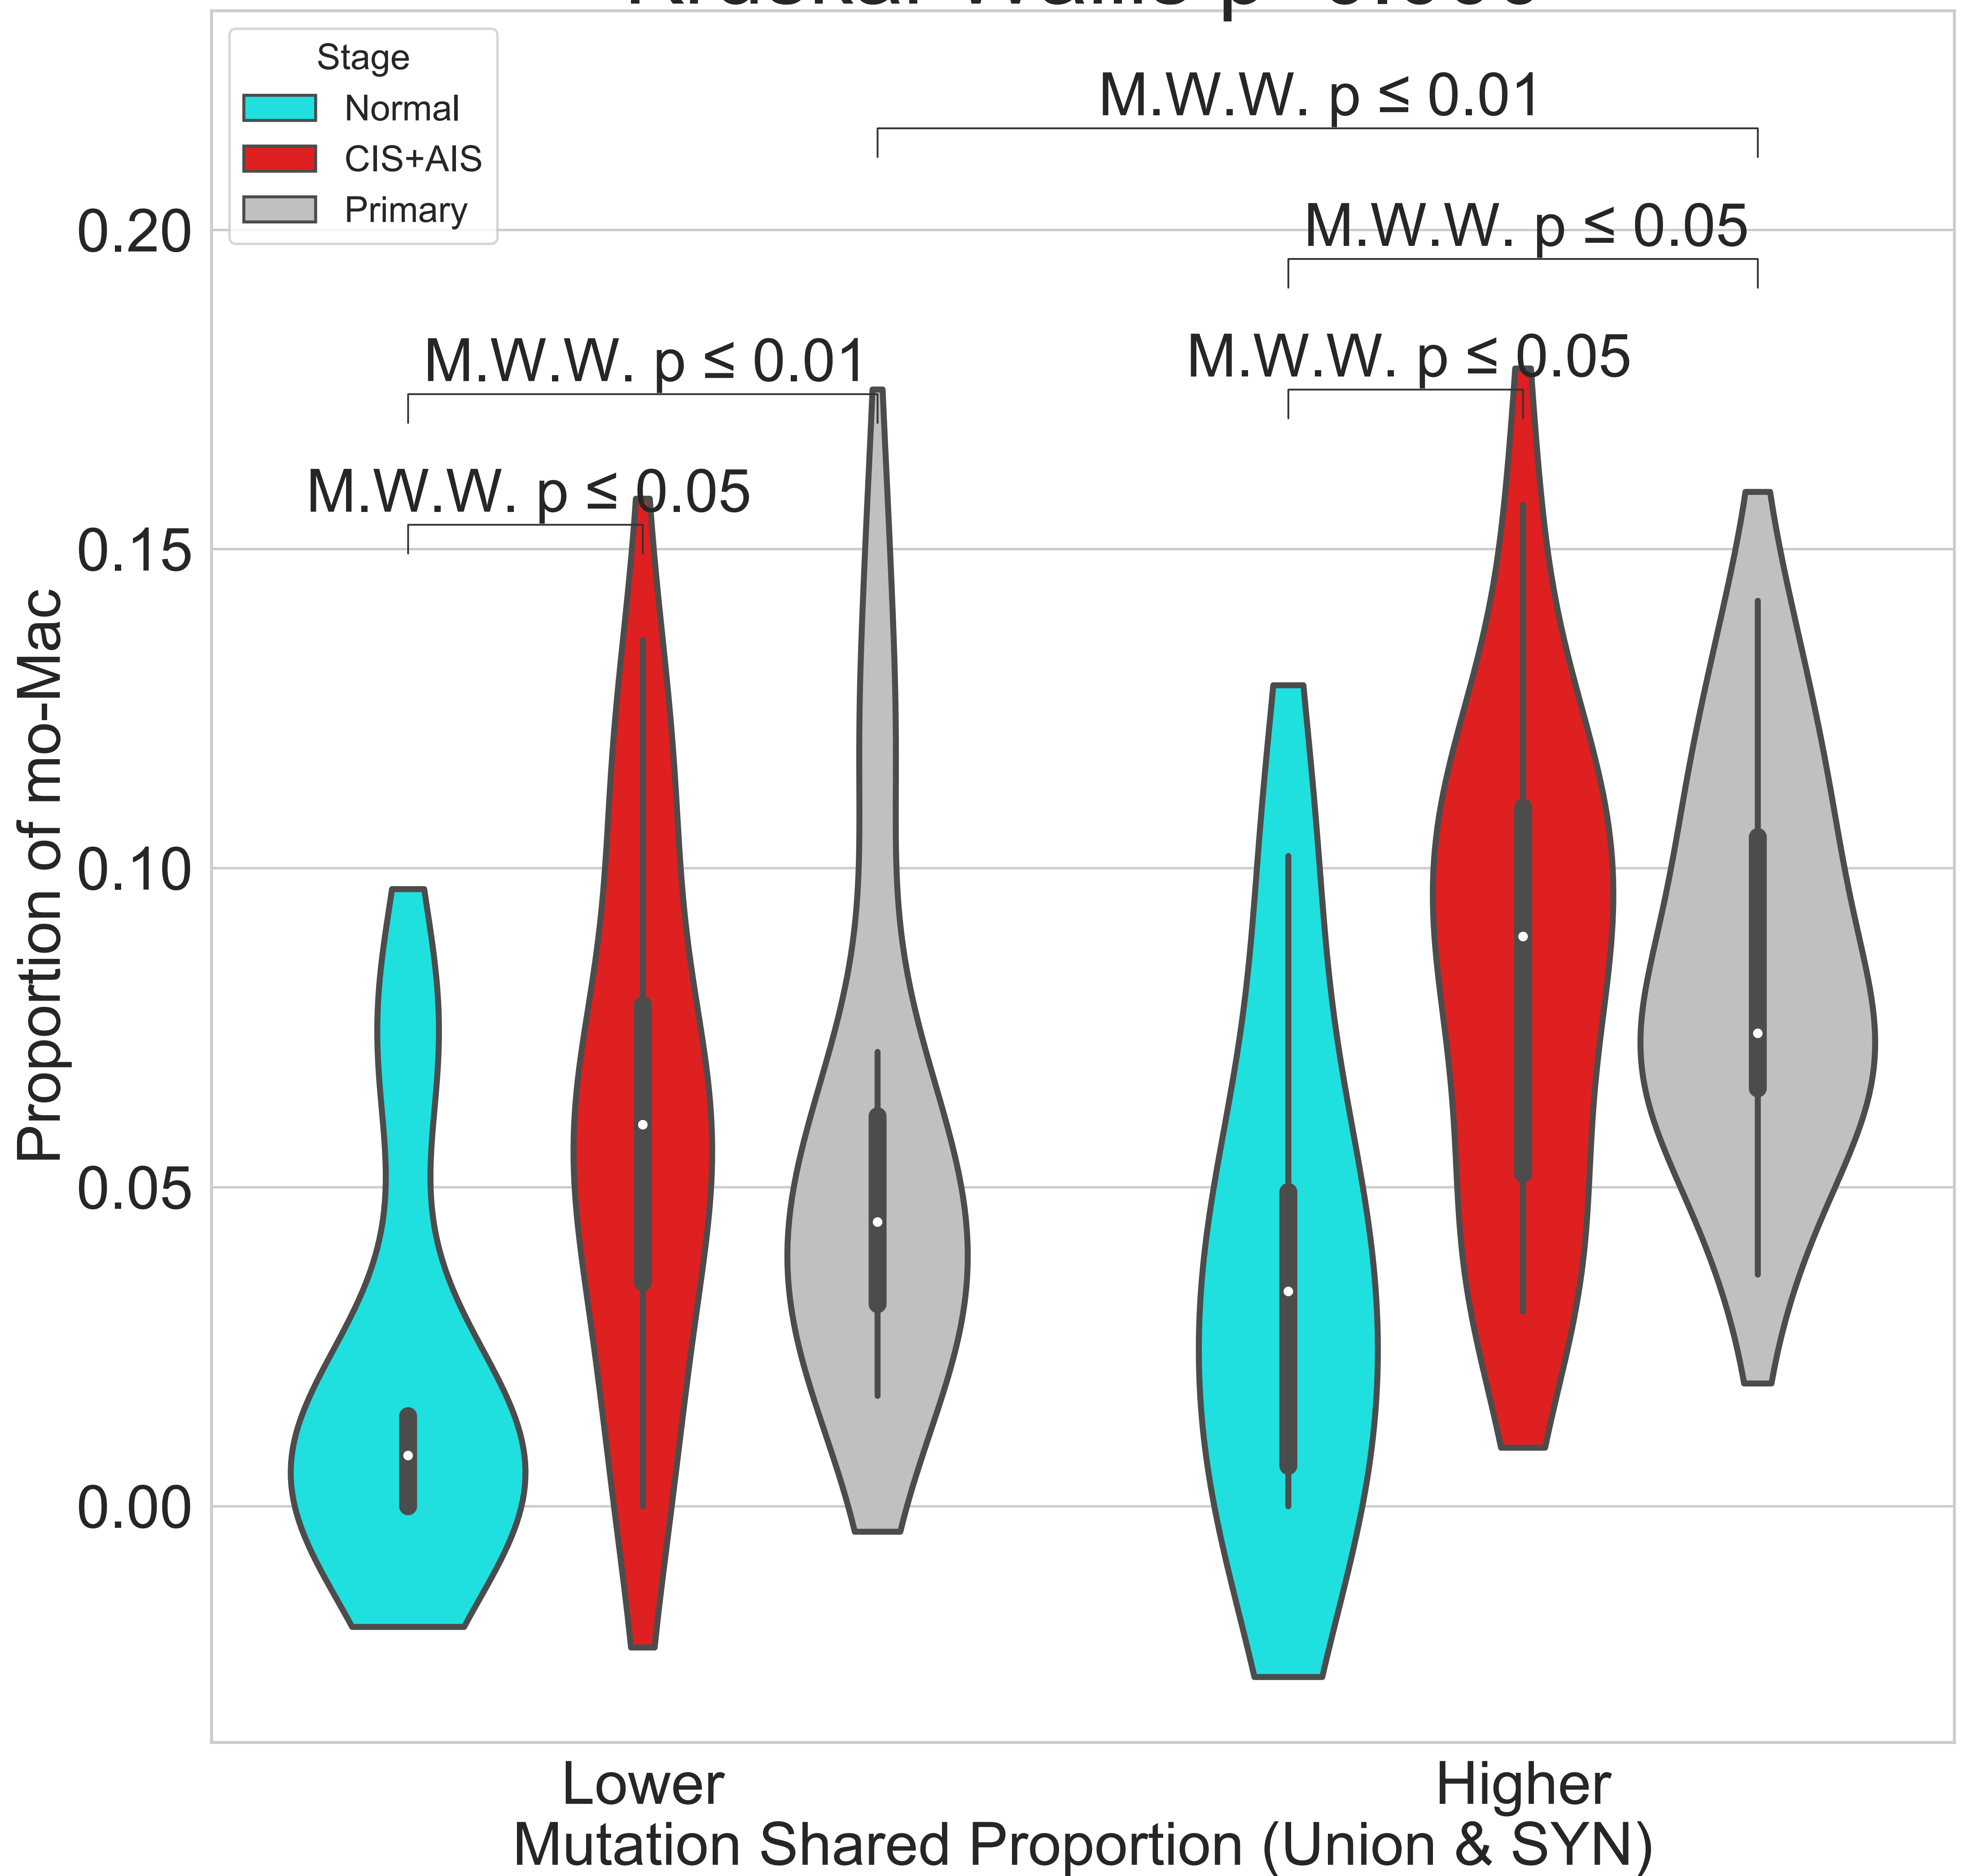 Stage
Normal
CIS+AIS
Primary
M.W.W. p ≤ 0.01
M.W.W. p ≤ 0.05
M.W.W. p ≤ 0.01
M.W.W. p ≤ 0.05
M.W.W. p ≤ 0.05
0.20
0.15
0.10
0.05
0.00
Proportion of mo-Mac
Lower
Higher
Mutation Shared Proportion (Union & SYN)